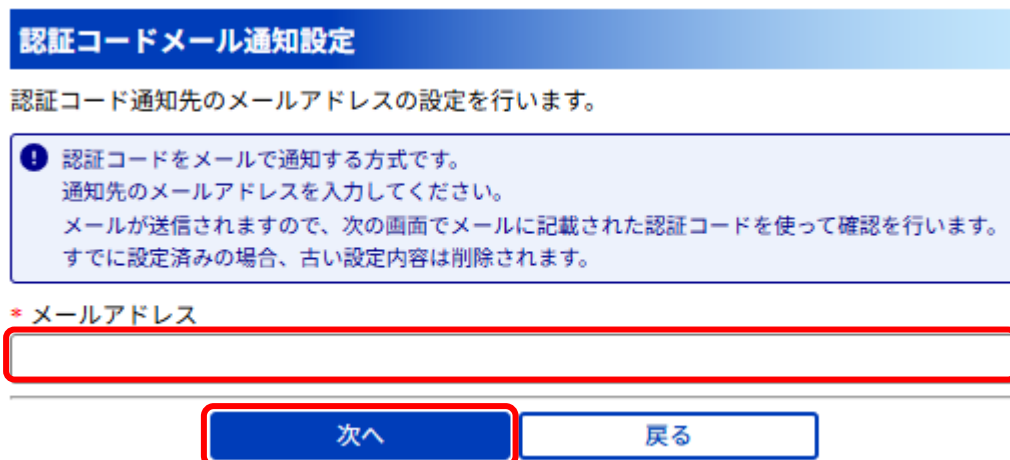 認証コードメール通知設定
認証コード通知先のメールアドレスの設定を行います。
認証コードをメールで通知する方式です。
通知先のメールアドレスを入力してください。
メールが送信されますので、次の画面でメールに記載された認証コードを使って確認を行います。
すでに設定済みの場合、古い設定内容は削除されます。
* メールアドレス
次へ 戻る